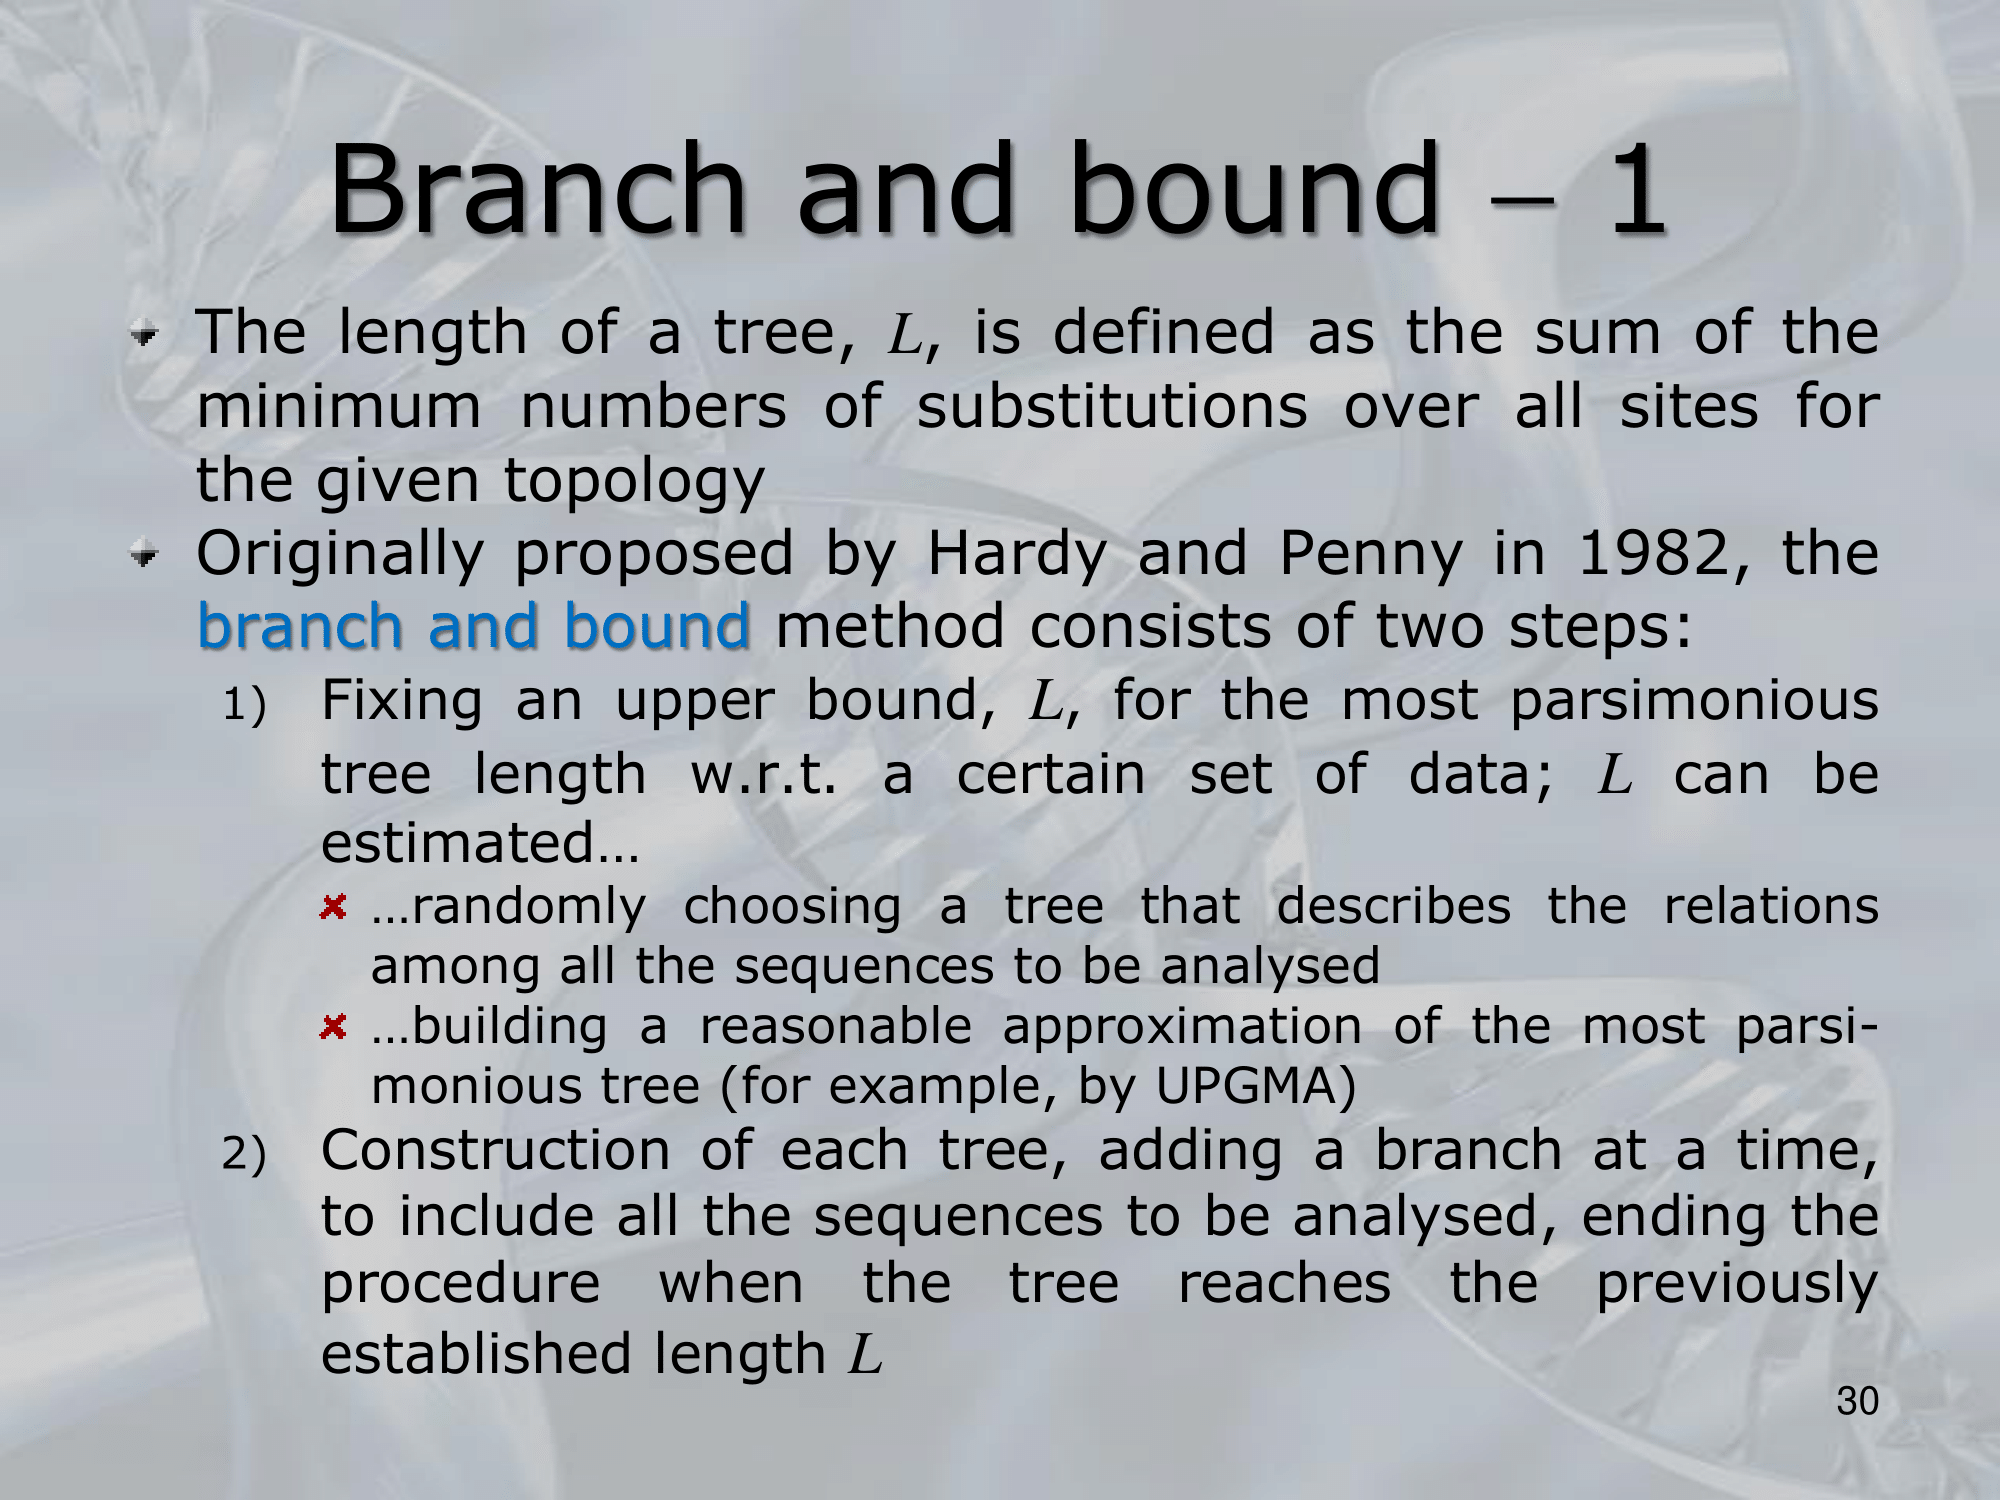 Branch and bound – 1
The length of a tree, L, is defined as the sum of the
minimum numbers of substitutions over all sites for
the given topology
Originally proposed by Hardy and Penny in 1982, the
branch and bound method consists of two steps:
1) Fixing an upper bound, L, for the most parsimonious
tree length w.r.t. a certain set of data; L can be
estimated…
…randomly choosing a tree that describes the relations
among all the sequences to be analysed
…building a reasonable approximation of the most parsi-
monious tree (for example, by UPGMA)
2) Construction of each tree, adding a branch at a time,
to include all the sequences to be analysed, ending the
procedure when the tree reaches the previously
established length L
30